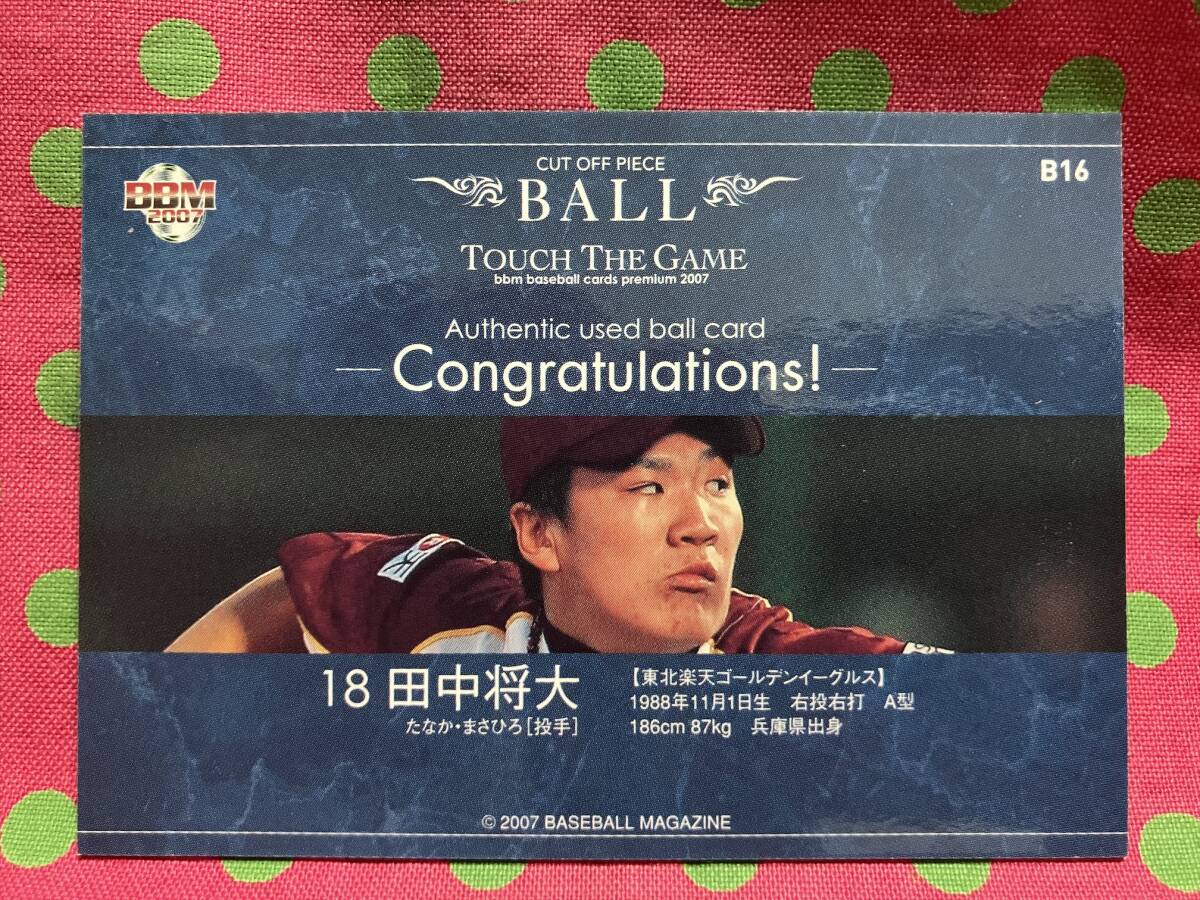 BBM
2007
CUT OFF PIECE
BALL
B16
TOUCH THE GAME
bbm baseball cards premium 2007
Authentic used ball card
Congratulations!
18 田中将大
たなか・まさひろ[投手]
【東北楽天ゴールデンイーグルス】
1988年11月1日生 右投右打 A型
186cm 87kg 兵庫県出身
© 2007 BASEBALL MAGAZINE